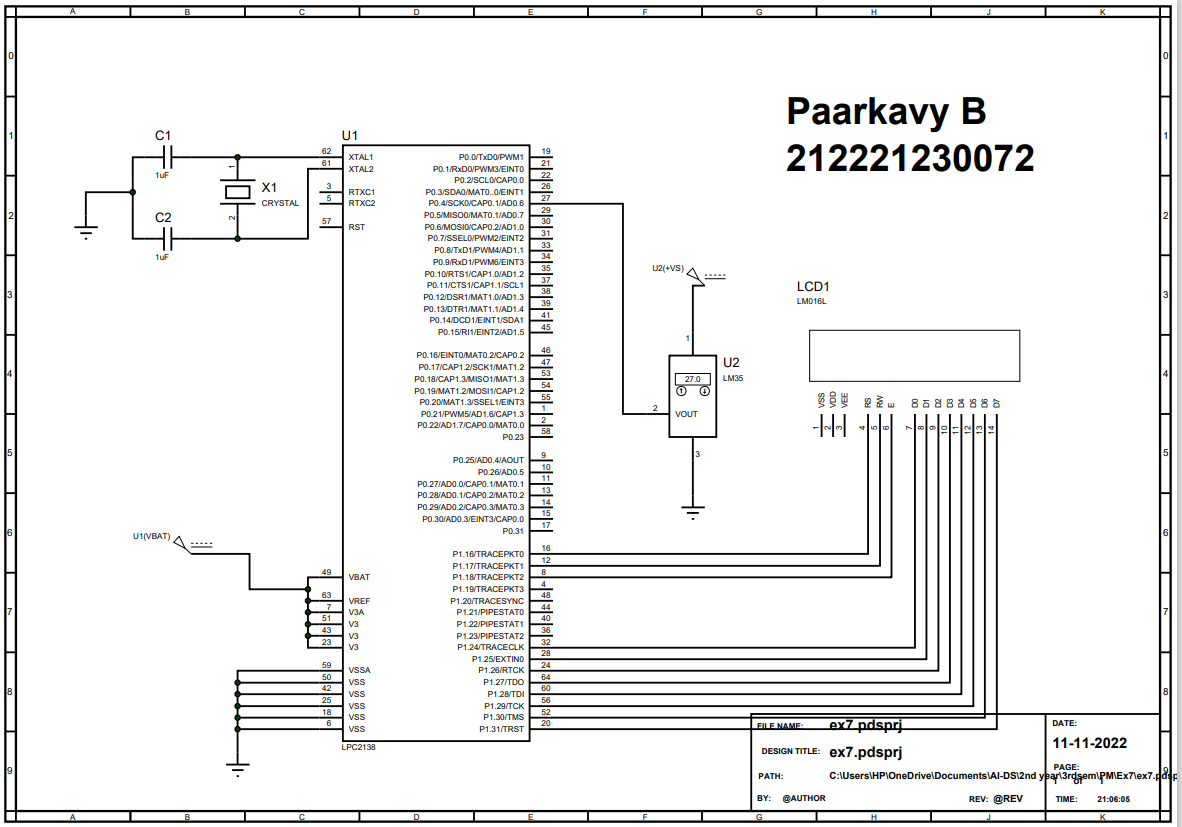 A B C D E F G H J K
0 0
Paarkavy B
212221230072
1 1
C1
1uF
C2
1uF
X1
CRYSTAL
1
2
U1
62 XTAL1
61 XTAL2
3 RTXC1
5 RTXC2
57 RST
49 VBAT
63 VREF
7 V3A
51 V3
43 V3
23 V3
59 VSSA
50 VSS
42 VSS
25 VSS
18 VSS
6 VSS
P0.0/TxD0/PWM1 19
P0.1/RxD0/PWM3/EINT0 21
P0.2/SCL0/CAP0.0 22
P0.3/SDA0/MAT0..0/EINT1 26
P0.4/SCK0/CAP0.1/AD0.6 27
P0.5/MISO0/MAT0.1/AD0.7 29
P0.6/MOSI0/CAP0.2/AD1.0 30
P0.7/SSEL0/PWM2/EINT2 31
P0.8/TxD1/PWM4/AD1.1 33
P0.9/RxD1/PWM6/EINT3 34
P0.10/RTS1/CAP1.0/AD1.2 35
P0.11/CTS1/CAP1.1/SCL1 37
P0.12/DSR1/MAT1.0/AD1.3 38
P0.13/DTR1/MAT1.1/AD1.4 39
P0.14/DCD1/EINT1/SDA1 41
P0.15/RI1/EINT2/AD1.5 45
P0.16/EINT0/MAT0.2/CAP0.2 46
P0.17/CAP1.2/SCK1/MAT1.2 47
P0.18/CAP1.3/MISO1/MAT1.3 53
P0.19/MAT1.2/MOSI1/CAP1.2 54
P0.20/MAT1.3/SSEL1/EINT3 55
P0.21/PWM5/AD1.6/CAP1.3 1
P0.22/AD1.7/CAP0.0/MAT0.0 2
P0.23 58
P0.25/AD0.4/AOUT 9
P0.26/AD0.5 10
P0.27/AD0.0/CAP0.1/MAT0.1 11
P0.28/AD0.1/CAP0.2/MAT0.2 13
P0.29/AD0.2/CAP0.3/MAT0.3 14
P0.30/AD0.3/EINT3/CAP0.0 15
P0.31 17
P1.16/TRACEPKT0 16
P1.17/TRACEPKT1 12
P1.18/TRACEPKT2 8
P1.19/TRACEPKT3 4
P1.20/TRACESYNC 48
P1.21/PIPESTAT0 44
P1.22/PIPESTAT1 40
P1.23/PIPESTAT2 36
P1.24/TRACECLK 32
P1.25/EXTIN0 28
P1.26/RTCK 24
P1.27/TDO 64
P1.28/TDI 60
P1.29/TCK 56
P1.30/TMS 52
P1.31/TRST 20
LPC2138
2 2
3 3
4 4
5 5
6 6
7 7
8 8
9 9
U1(VBAT)
U2(+VS)
1
U2
LM35
27.0
2 VOUT
3
LCD1
LM016L
VSS VDD VEE RS RW E D0 D1 D2 D3 D4 D5 D6 D7
1 2 3 4 5 6 7 8 9 10 11 12 13 14
FILE NAME: ex7.pdsprj
DESIGN TITLE: ex7.pdsprj
PATH: C:\Users\HP\OneDrive\Documents\AI-DS\2nd year\3rdsem\PM\Ex7\ex7.pdsp
BY: @AUTHOR
REV: @REV
DATE:
11-11-2022
PAGE:
1 of 1
TIME: 21:06:05
A B C D E F G H J K